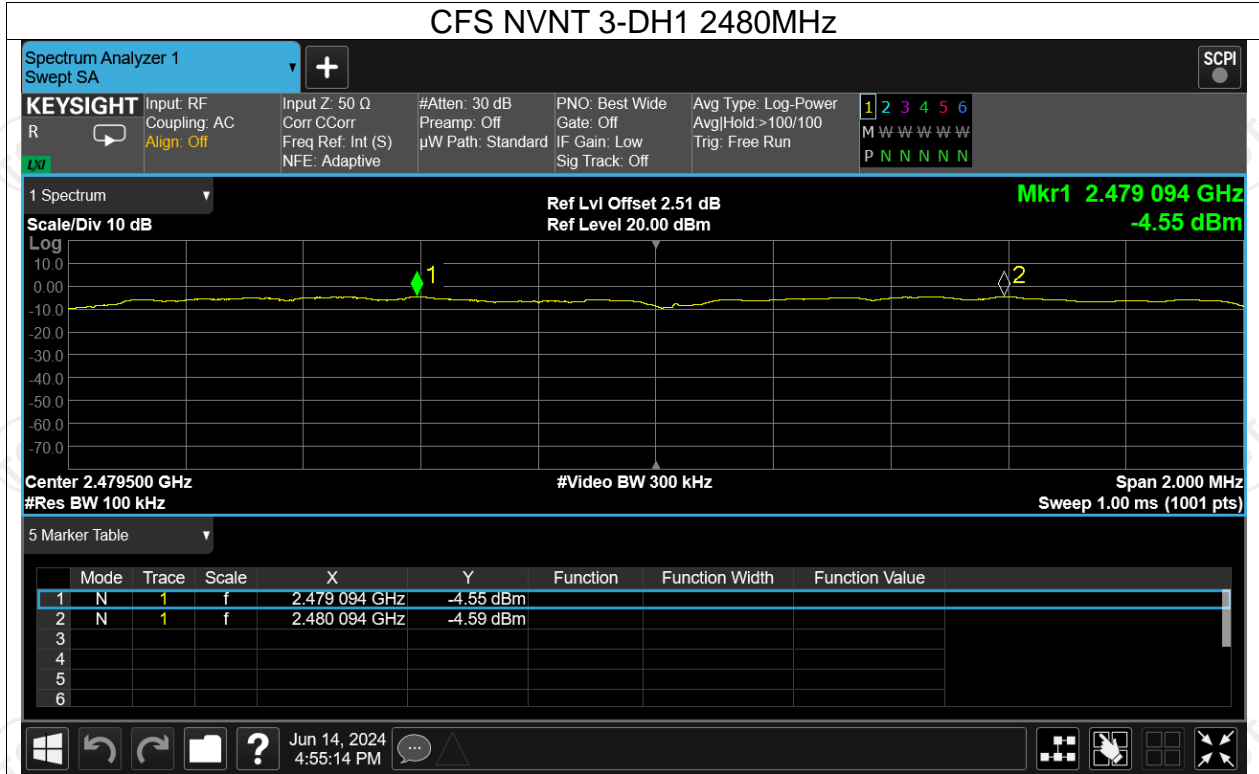 CFS NVNT 3-DH1 2480MHz
Spectrum Analyzer 1
Swept SA
+
SCPI
KEYSIGHT
R
LXI
Input: RF
Coupling: AC
Align: Off
Input Z: 50 Ω
Corr CCorr
Freq Ref: Int (S)
NFE: Adaptive
#Atten: 30 dB
Preamp: Off
µW Path: Standard
PNO: Best Wide
Gate: Off
IF Gain: Low
Sig Track: Off
Avg Type: Log-Power
Avg|Hold:>100/100
Trig: Free Run
1 2 3 4 5 6
M W W W W W
P N N N N N
1 Spectrum
Scale/Div 10 dB
Ref Lvl Offset 2.51 dB
Ref Level 20.00 dBm
Mkr1 2.479 094 GHz
-4.55 dBm
Log
10.0
0.00
-10.0
-20.0
-30.0
-40.0
-50.0
-60.0
-70.0
1
2
Center 2.479500 GHz
#Video BW 300 kHz
Span 2.000 MHz
#Res BW 100 kHz
Sweep 1.00 ms (1001 pts)
5 Marker Table
Mode Trace Scale X Y Function Function Width Function Value
1 N 1 f 2.479 094 GHz -4.55 dBm
2 N 1 f 2.480 094 GHz -4.59 dBm
3
4
5
6
?
Jun 14, 2024
4:55:14 PM